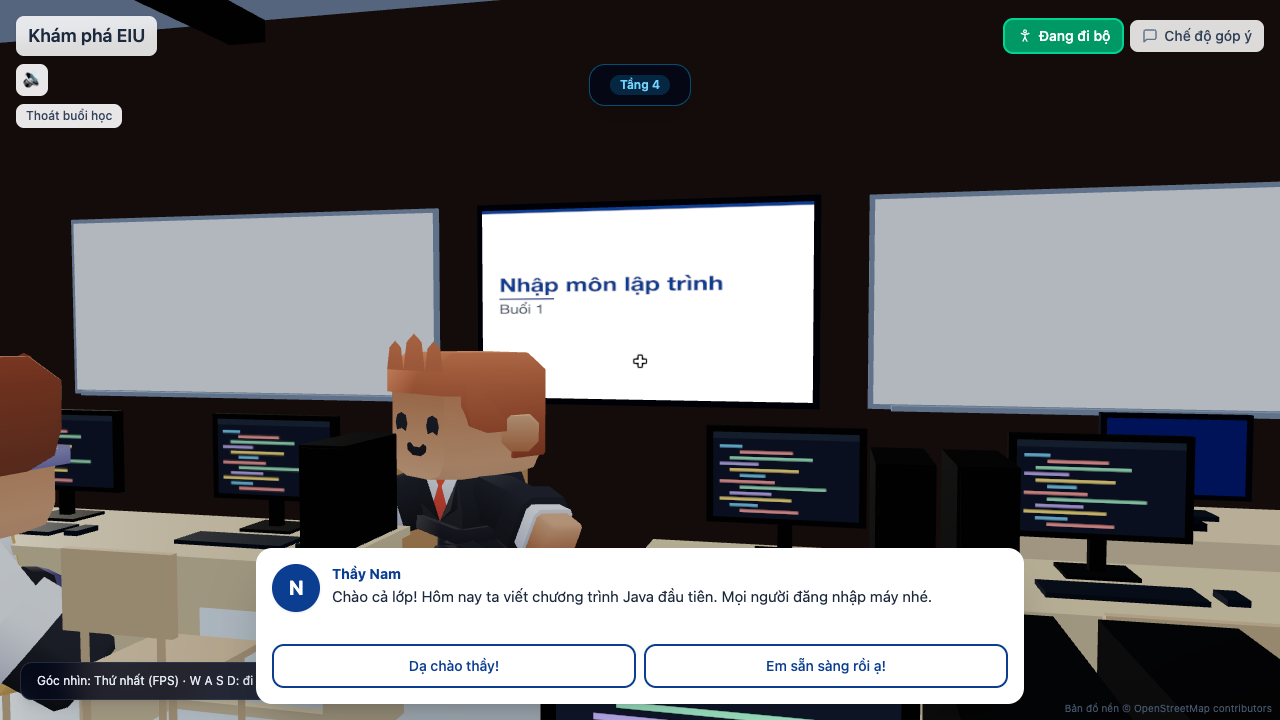 Khám phá EIU
Đang đi bộ
Chế độ góp ý
Tầng 4
Thoát buổi học
Nhập môn lập trình
Buổi 1
N
Thầy Nam
Chào cả lớp! Hôm nay ta viết chương trình Java đầu tiên. Mọi người đăng nhập máy nhé.
Dạ chào thầy!
Em sẵn sàng rồi ạ!
Góc nhìn: Thứ nhất (FPS) · W A S D: đi
Bản đồ nền © OpenStreetMap contributors